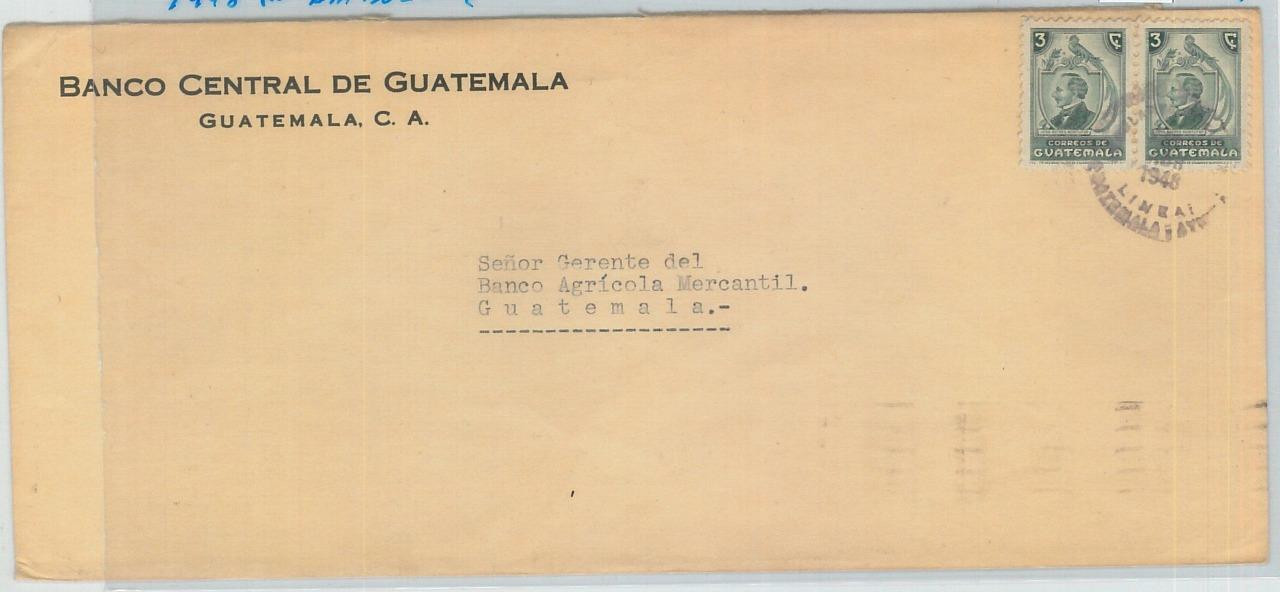 BANCO CENTRAL DE GUATEMALA
GUATEMALA, C. A.
3
3
CORREOS DE
GUATEMALA
CORREOS DE
GUATEMALA
1948
LINEA
GUATEMALA
Señor Gerente del
Banco Agrícola Mercantil.
G u a t e m a l a.-
-------------------